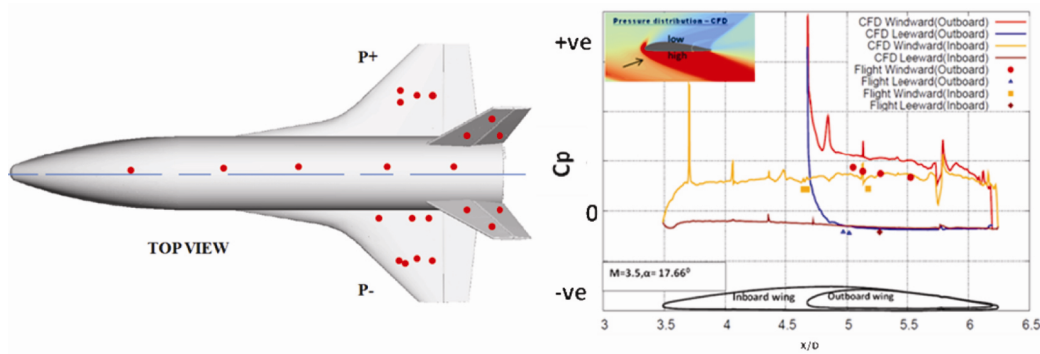 P+
TOP VIEW
P-
Pressure distribution – CFD
low
high
CFD Windward(Outboard)
CFD Leeward(Outboard)
CFD Windward(Inboard)
CFD Leeward(Inboard)
Flight Windward(Outboard)
Flight Leeward(Outboard)
Flight Windward(Inboard)
Flight Leeward(Inboard)
+ve
Cp
0
-ve
M=3.5,α= 17.66⁰
Inboard wing
Outboard wing
3 3.5 4 4.5 5 5.5 6 6.5
X/D